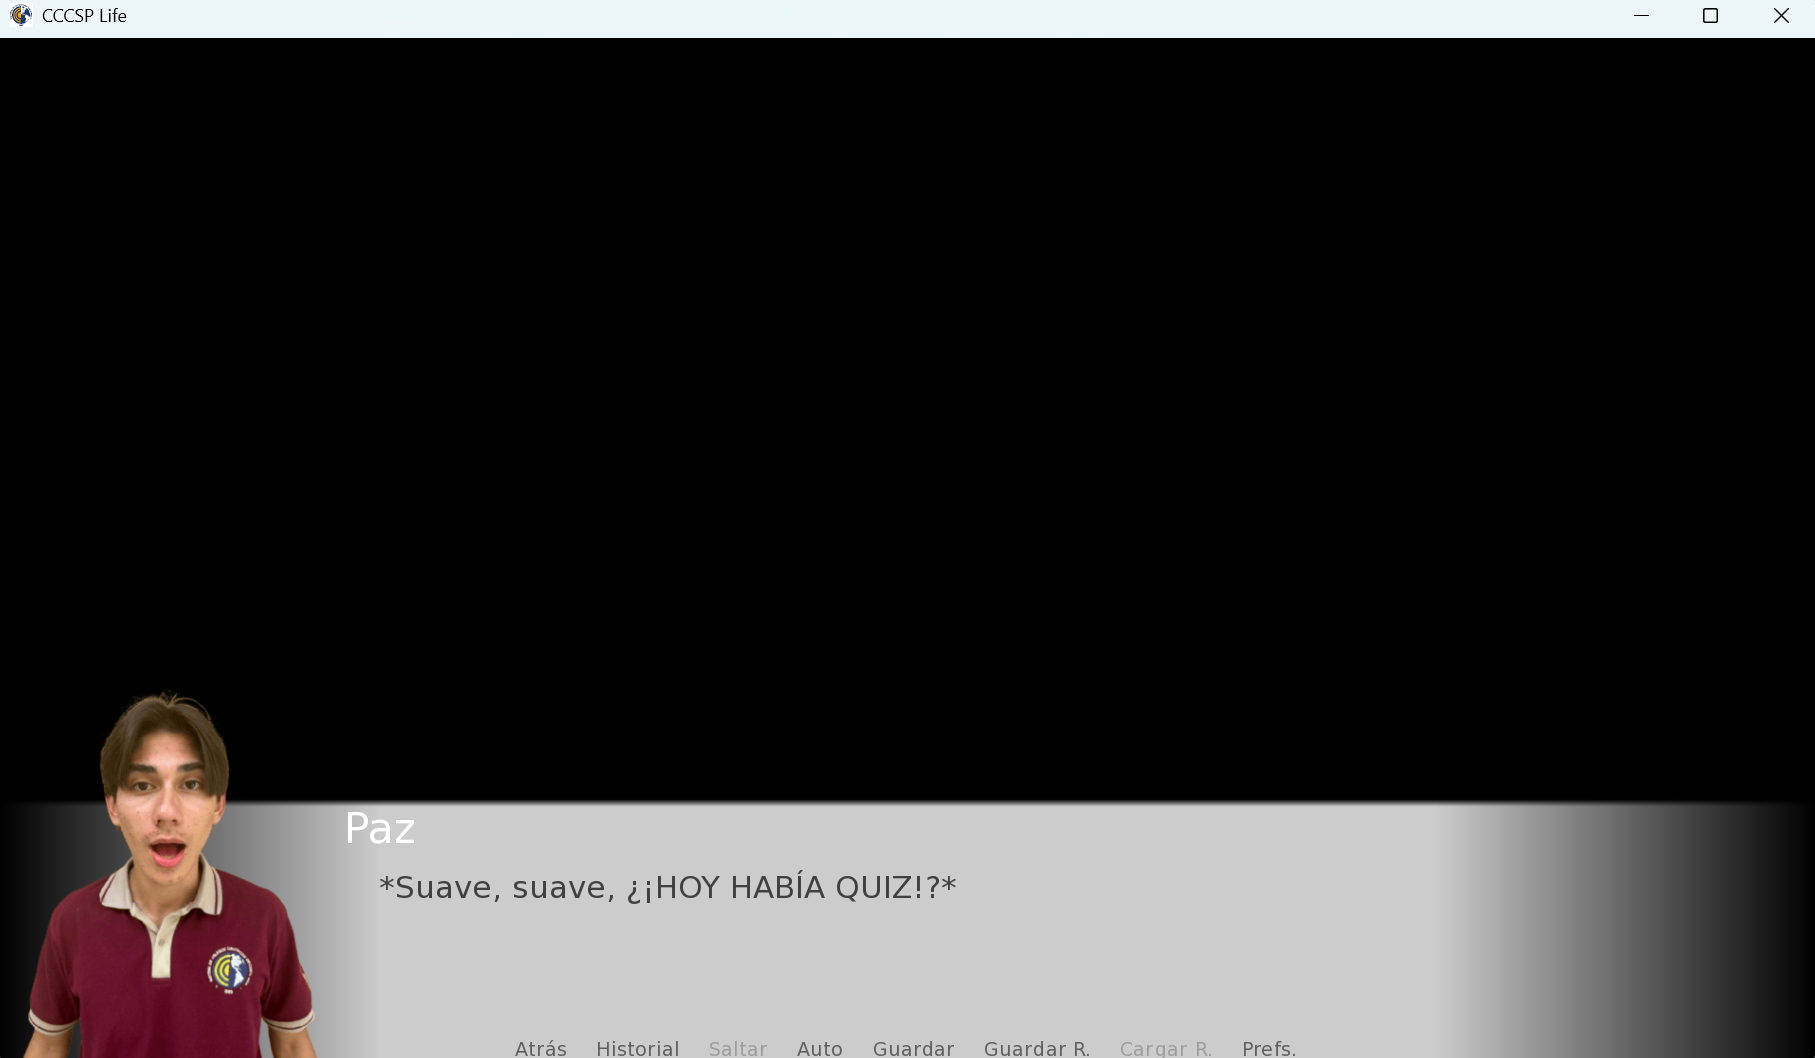 CCCSP Life
Paz
*Suave, suave, ¿¡HOY HABÍA QUIZ!?*
Atrás Historial Saltar Auto Guardar Guardar R. Cargar R. Prefs.